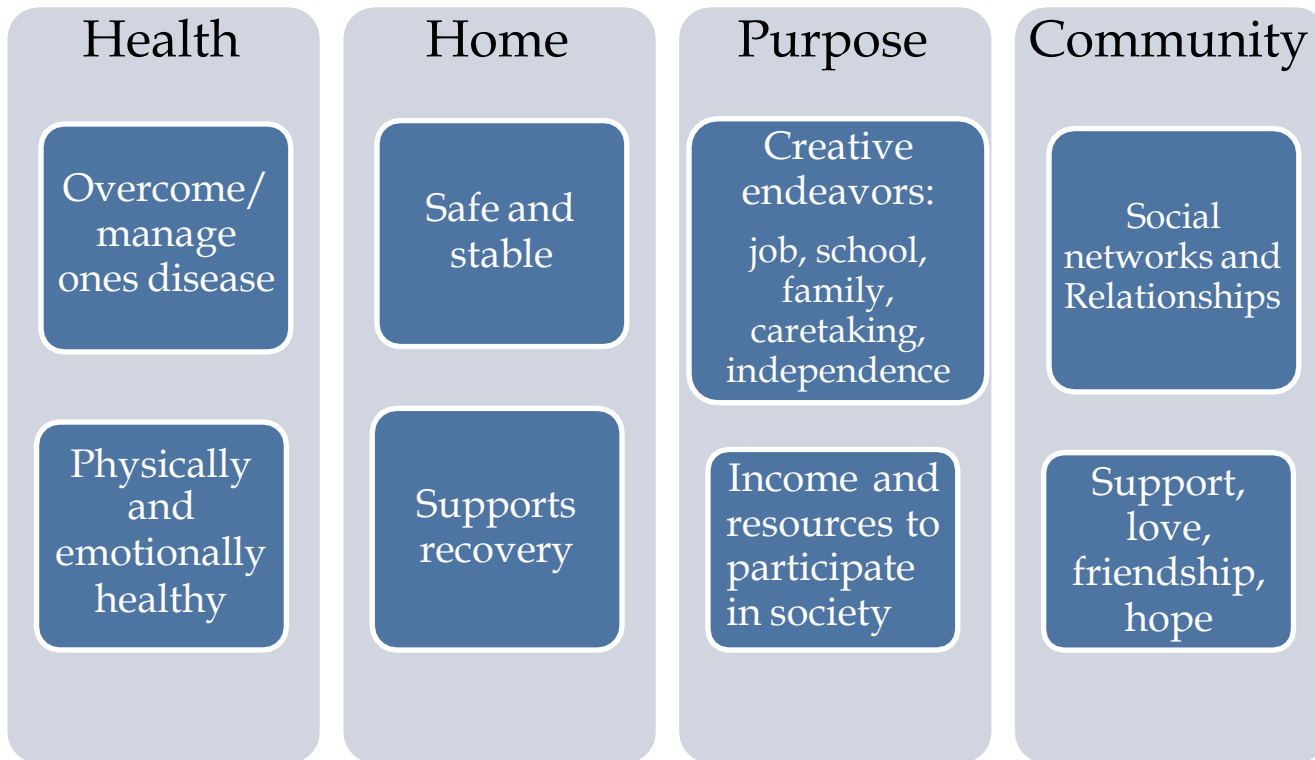 Health
Overcome/
manage
ones disease
Physically
and
emotionally
healthy
Home
Safe and
stable
Supports
recovery
Purpose
Creative
endeavors:
job, school,
family,
caretaking,
independence
Income and
resources to
participate
in society
Community
Social
networks and
Relationships
Support,
love,
friendship,
hope